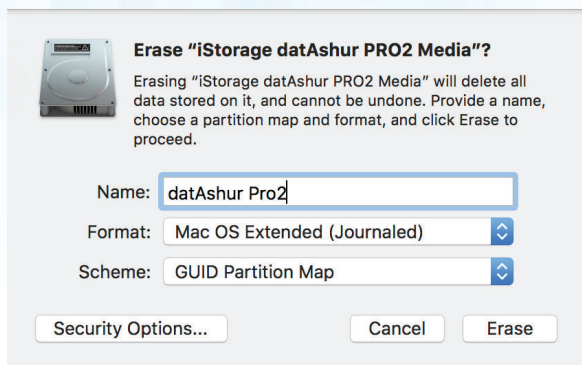 Erase “iStorage datAshur PRO2 Media”?
Erasing “iStorage datAshur PRO2 Media” will delete all
data stored on it, and cannot be undone. Provide a name,
choose a partition map and format, and click Erase to
proceed.
Name: datAshur Pro2
Format: Mac OS Extended (Journaled)
Scheme: GUID Partition Map
Security Options... Cancel Erase